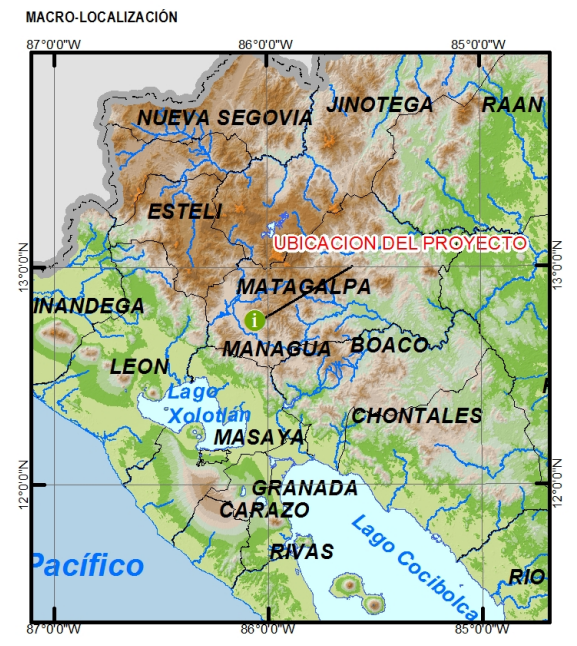 MACRO-LOCALIZACIÓN
87°0'0"W 86°0'0"W 85°0'0"W
JINOTEGA RAAN
NUEVA SEGOVIA
ESTELI
UBICACION DEL PROYECTO
13°0'0"N 13°0'0"N
MATAGALPA
INANDEGA
i
MANAGUA BOACO
LEON
Lago
Xolotlán
CHONTALES
MASAYA
12°0'0"N 12°0'0"N
GRANADA
CARAZO
Lago Cocibolca
RIVAS
Pacífico
RIO
87°0'0"W 86°0'0"W 85°0'0"W